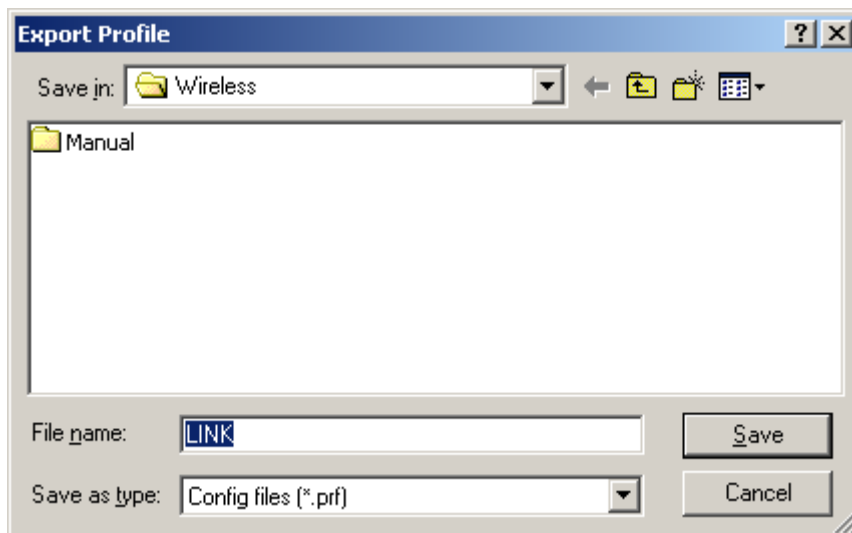 Export Profile
Save in: Wireless
Manual
File name: LINK Save
Save as type: Config files (*.prf) Cancel